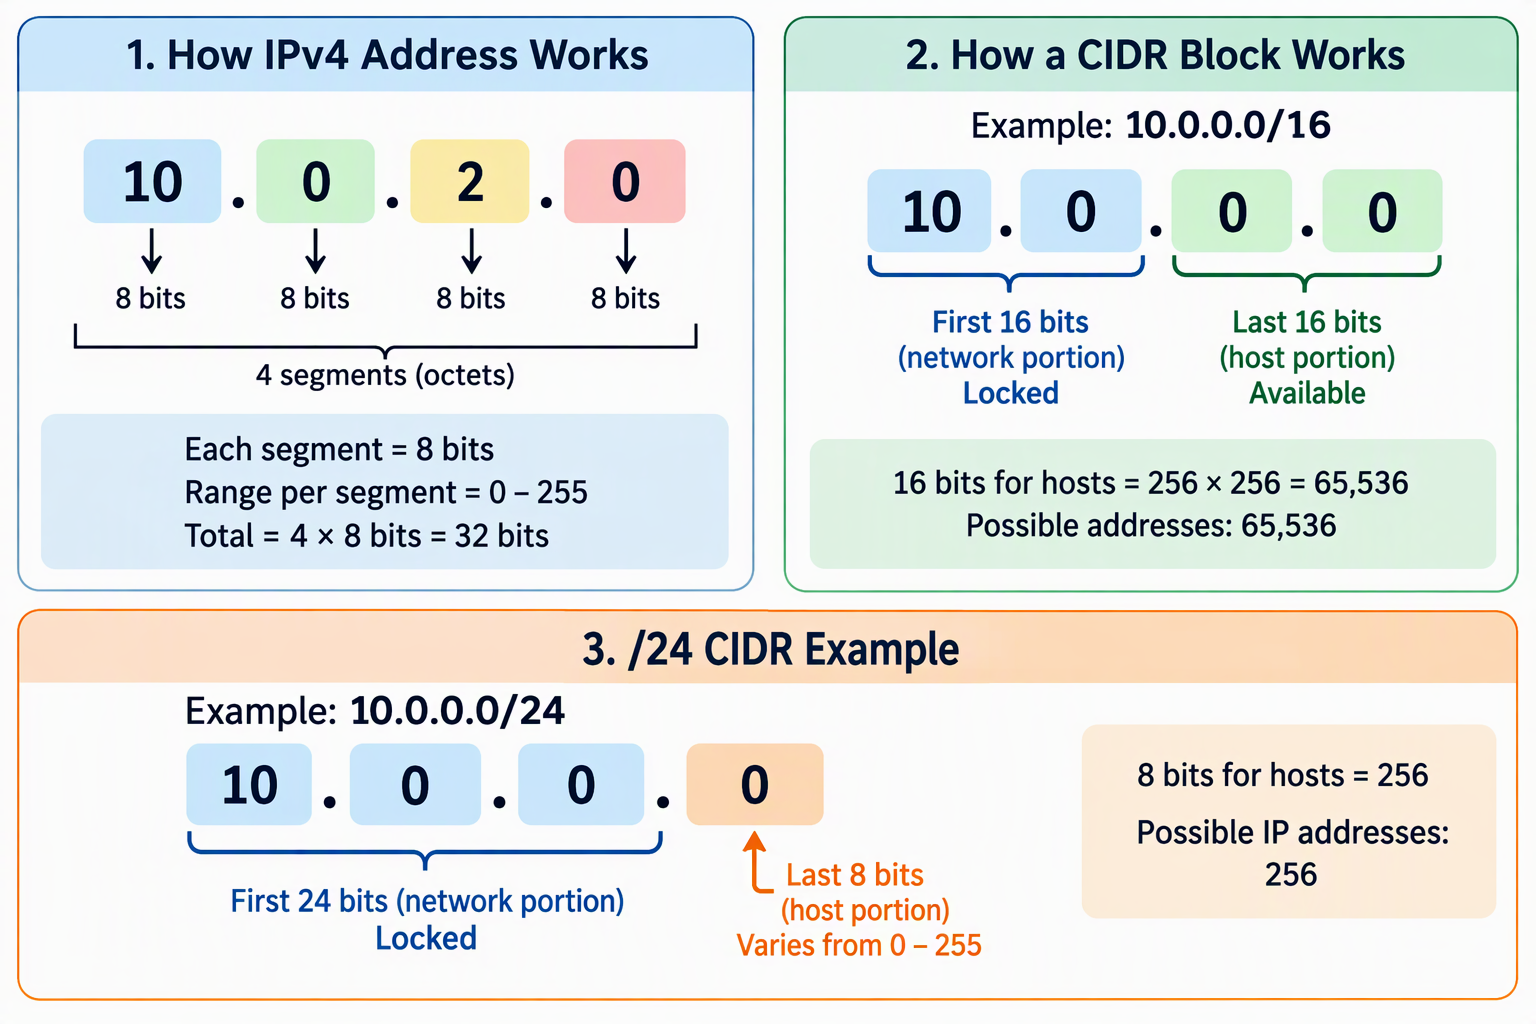 1. How IPv4 Address Works
10 . 0 . 2 . 0
8 bits 8 bits 8 bits 8 bits
4 segments (octets)
Each segment = 8 bits
Range per segment = 0 – 255
Total = 4 × 8 bits = 32 bits
2. How a CIDR Block Works
Example: 10.0.0.0/16
10 . 0 . 0 . 0
First 16 bits
(network portion)
Locked
Last 16 bits
(host portion)
Available
16 bits for hosts = 256 × 256 = 65,536
Possible addresses: 65,536
3. /24 CIDR Example
Example: 10.0.0.0/24
10 . 0 . 0 . 0
First 24 bits (network portion)
Locked
Last 8 bits
(host portion)
Varies from 0 – 255
8 bits for hosts = 256
Possible IP addresses:
256